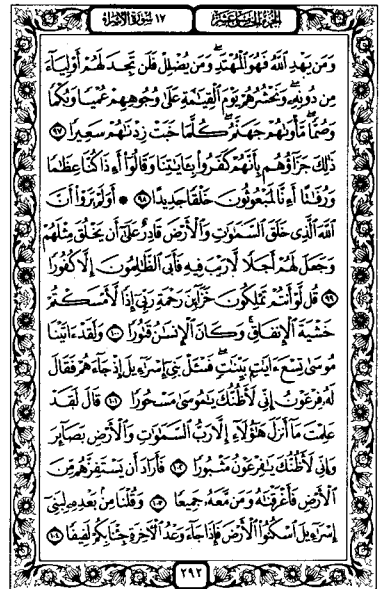 الجزء الخامس عشر
١٧ سورة الإسراء
وَمَن يَهْدِ ٱللَّهُ فَهُوَ ٱلْمُهْتَدِ وَمَن يُضْلِلْ فَلَن تَجِدَ لَهُمْ أَوْلِيَآءَ
مِن دُونِهِۦ وَنَحْشُرُهُمْ يَوْمَ ٱلْقِيَٰمَةِ عَلَىٰ وُجُوهِهِمْ عُمْيًا وَبُكْمًا
وَصُمًّا مَّأْوَىٰهُمْ جَهَنَّمُ كُلَّمَا خَبَتْ زِدْنَٰهُمْ سَعِيرًا ٩٧
ذَٰلِكَ جَزَآؤُهُم بِأَنَّهُمْ كَفَرُوا۟ بِـَٔايَٰتِنَا وَقَالُوٓا۟ أَءِذَا كُنَّا عِظَٰمًا
وَرُفَٰتًا أَءِنَّا لَمَبْعُوثُونَ خَلْقًا جَدِيدًا ٩٨ ۞ أَوَلَمْ يَرَوْا۟ أَنَّ
ٱللَّهَ ٱلَّذِى خَلَقَ ٱلسَّمَٰوَٰتِ وَٱلْأَرْضَ قَادِرٌ عَلَىٰٓ أَن يَخْلُقَ مِثْلَهُمْ
وَجَعَلَ لَهُمْ أَجَلًا لَّا رَيْبَ فِيهِ فَأَبَى ٱلظَّٰلِمُونَ إِلَّا كُفُورًا
٩٩ قُل لَّوْ أَنتُمْ تَمْلِكُونَ خَزَآئِنَ رَحْمَةِ رَبِّىٓ إِذًا لَّأَمْسَكْتُمْ
خَشْيَةَ ٱلْإِنفَاقِ وَكَانَ ٱلْإِنسَٰنُ قَتُورًا ١٠٠ وَلَقَدْ ءَاتَيْنَا
مُوسَىٰ تِسْعَ ءَايَٰتٍۭ بَيِّنَٰتٍ فَسْـَٔلْ بَنِىٓ إِسْرَٰٓءِيلَ إِذْ جَآءَهُمْ فَقَالَ
لَهُۥ فِرْعَوْنُ إِنِّى لَأَظُنُّكَ يَٰمُوسَىٰ مَسْحُورًا ١٠١ قَالَ لَقَدْ
عَلِمْتَ مَآ أَنزَلَ هَٰٓؤُلَآءِ إِلَّا رَبُّ ٱلسَّمَٰوَٰتِ وَٱلْأَرْضِ بَصَآئِرَ
وَإِنِّى لَأَظُنُّكَ يَٰفِرْعَوْنُ مَثْبُورًا ١٠٢ فَأَرَادَ أَن يَسْتَفِزَّهُم مِّنَ
ٱلْأَرْضِ فَأَغْرَقْنَٰهُ وَمَن مَّعَهُۥ جَمِيعًا ١٠٣ وَقُلْنَا مِنۢ بَعْدِهِۦ لِبَنِىٓ
إِسْرَٰٓءِيلَ ٱسْكُنُوا۟ ٱلْأَرْضَ فَإِذَا جَآءَ وَعْدُ ٱلْءَاخِرَةِ جِئْنَا بِكُمْ لَفِيفًا ١٠٤
٢٩٢